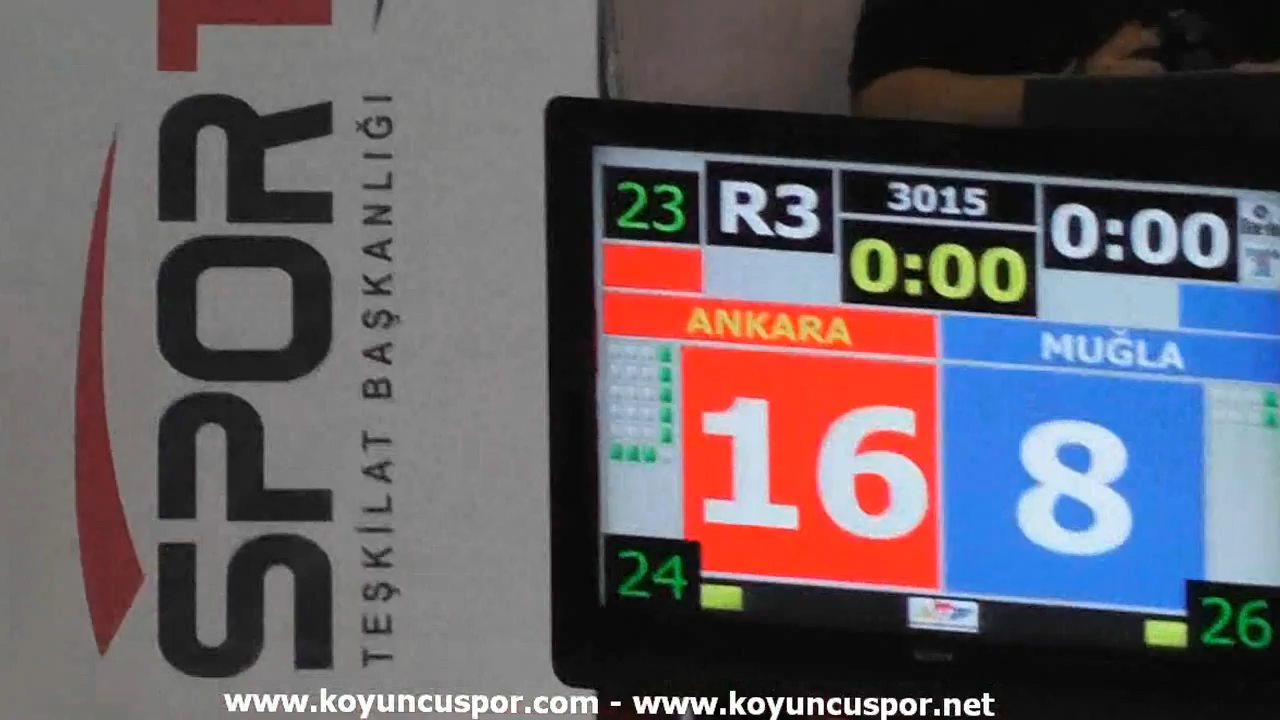 SPOR
TEŞKİLAT BAŞKANLIĞI
23 R3 3015 0:00
0:00
ANKARA MUĞLA
16 8
24 26
www.koyuncuspor.com - www.koyuncuspor.net